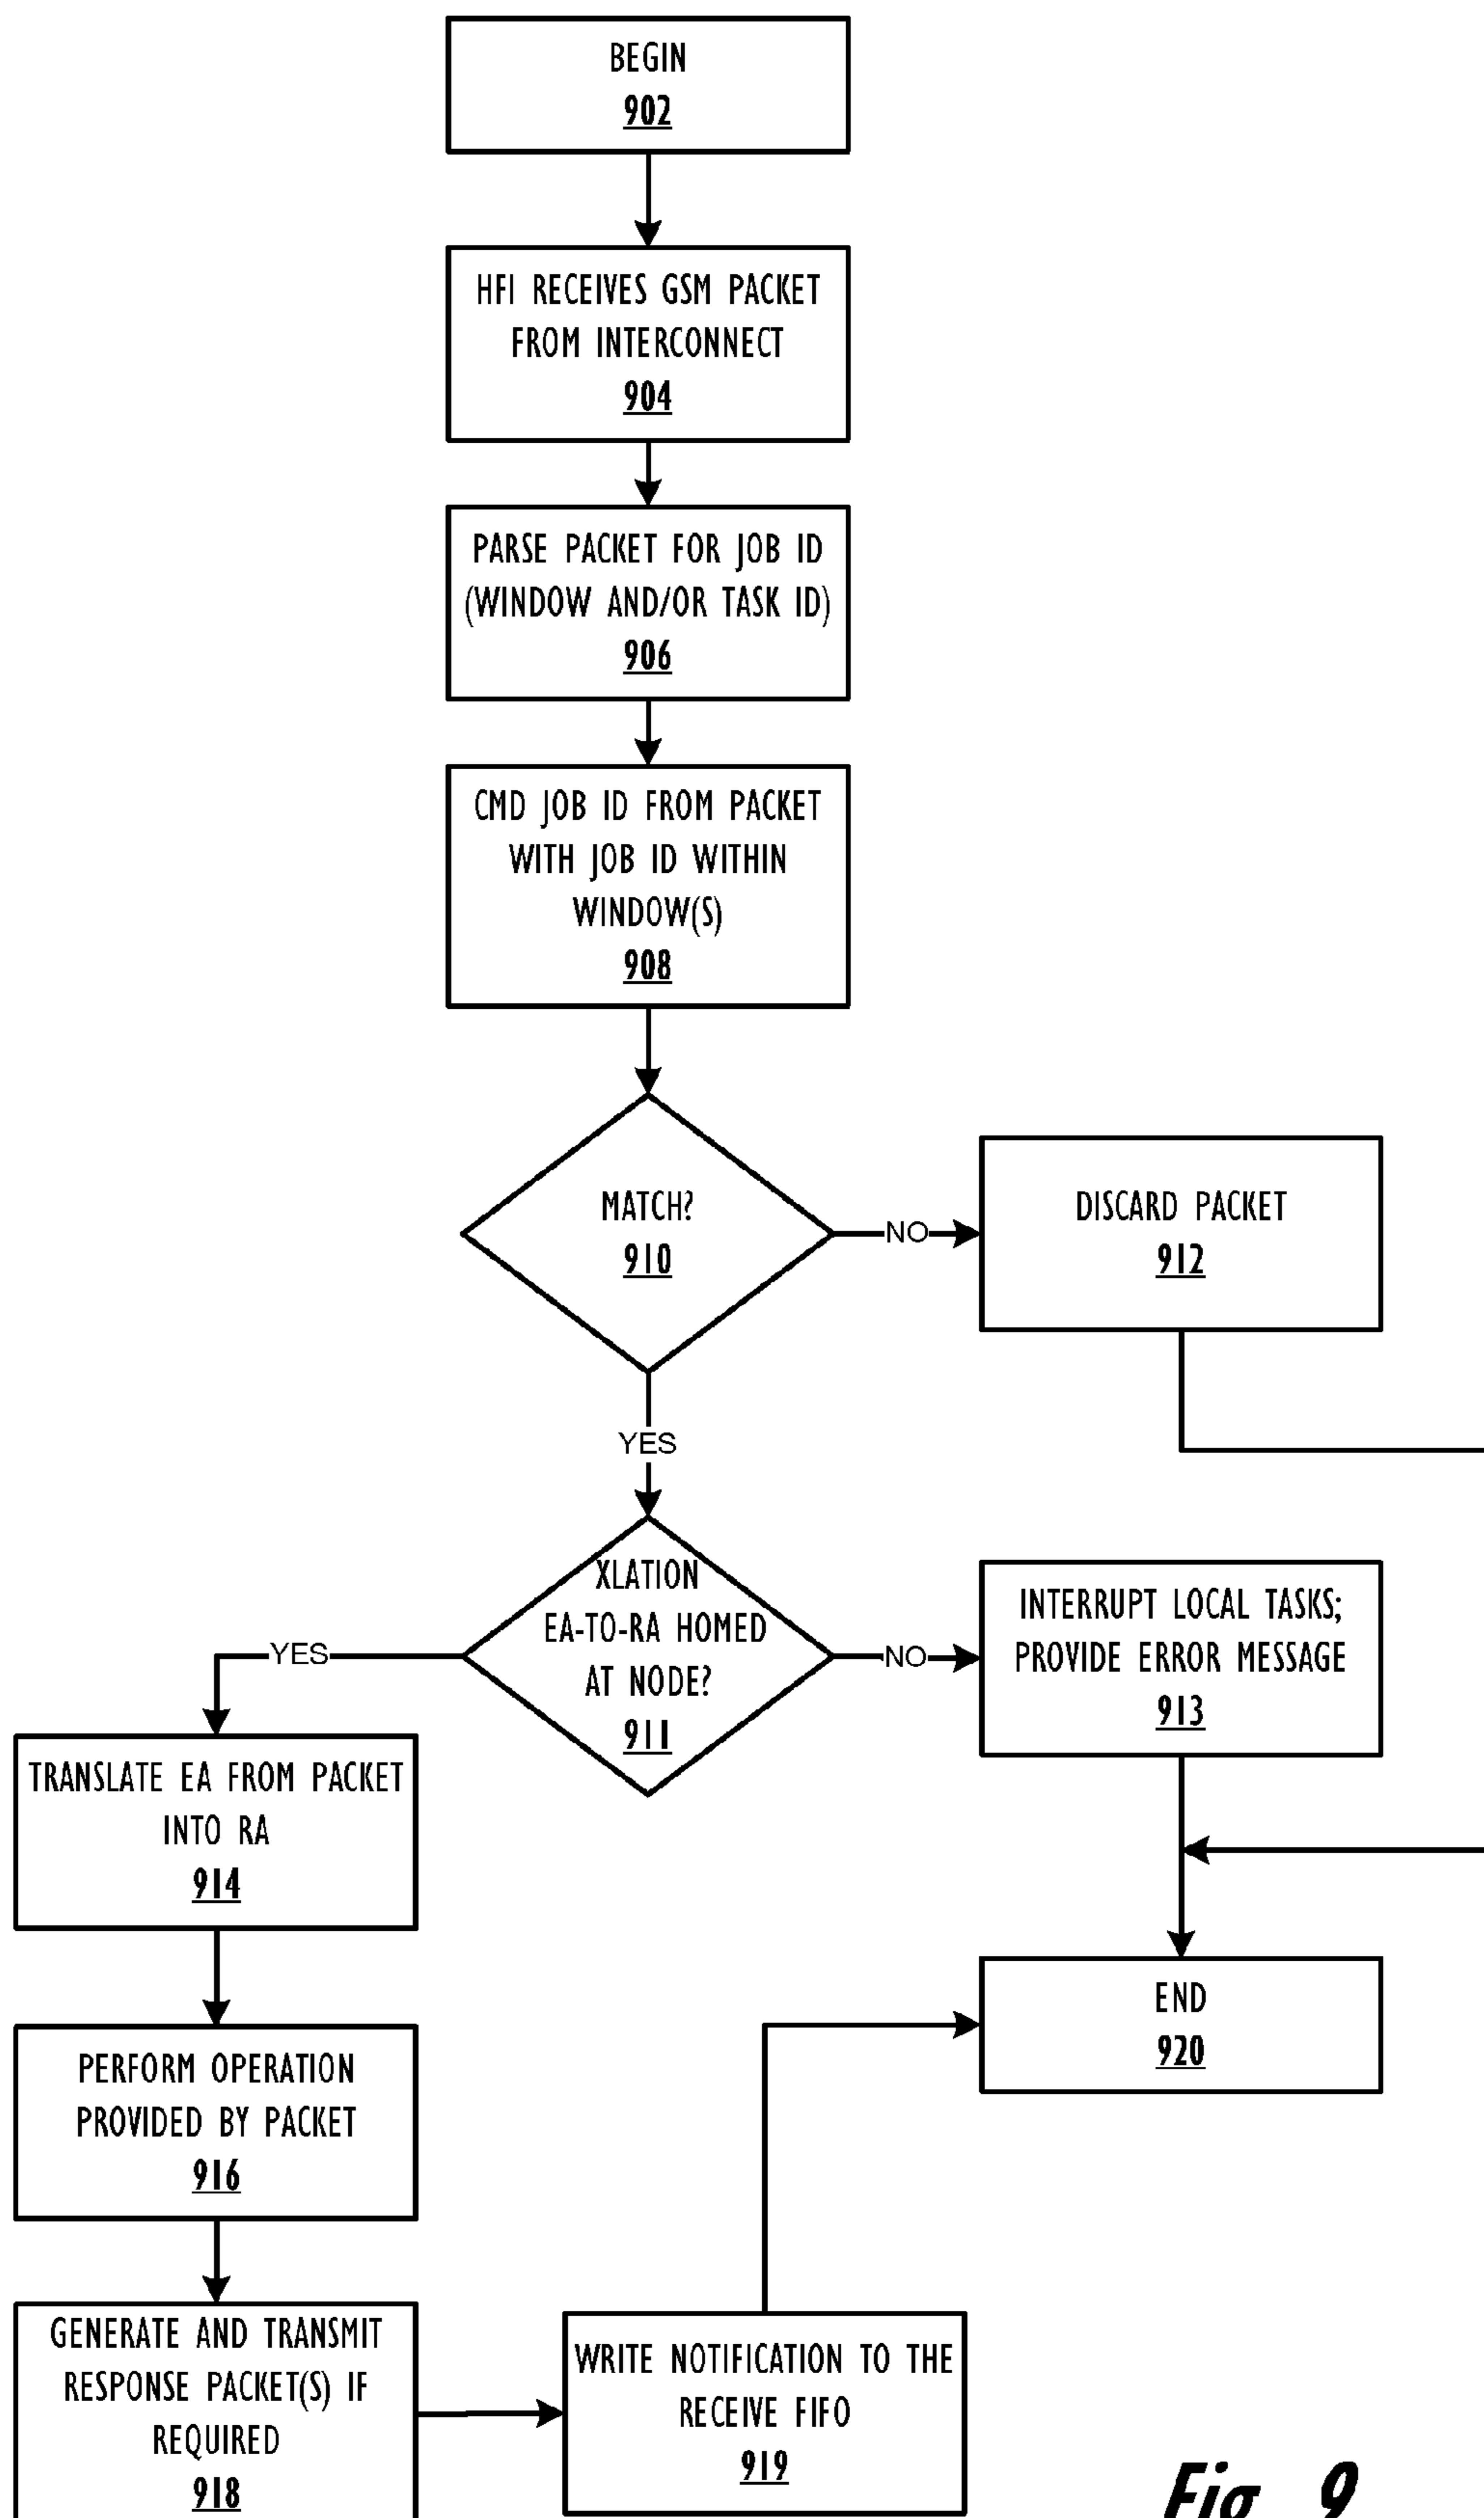 BEGIN
902
HFI RECEIVES GSM PACKET
FROM INTERCONNECT
904
PARSE PACKET FOR JOB ID
(WINDOW AND/OR TASK ID)
906
CMD JOB ID FROM PACKET
WITH JOB ID WITHIN
WINDOW(S)
908
MATCH?
910
NO
DISCARD PACKET
912
YES
XLATION
EA-TO-RA HOMED
AT NODE?
911
NO
INTERRUPT LOCAL TASKS;
PROVIDE ERROR MESSAGE
913
YES
TRANSLATE EA FROM PACKET
INTO RA
914
PERFORM OPERATION
PROVIDED BY PACKET
916
GENERATE AND TRANSMIT
RESPONSE PACKET(S) IF
REQUIRED
918
WRITE NOTIFICATION TO THE
RECEIVE FIFO
919
END
920
Fig 9